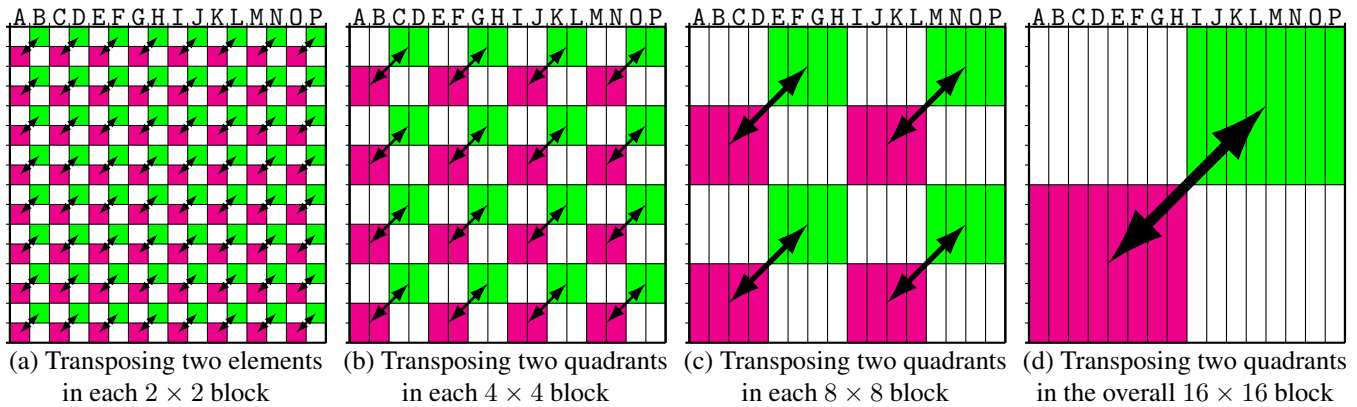 A B C D E F G H I J K L M N O P
A B C D E F G H I J K L M N O P
A B C D E F G H I J K L M N O P
A B C D E F G H I J K L M N O P
(a) Transposing two elements
in each 2 × 2 block
(b) Transposing two quadrants
in each 4 × 4 block
(c) Transposing two quadrants
in each 8 × 8 block
(d) Transposing two quadrants
in the overall 16 × 16 block